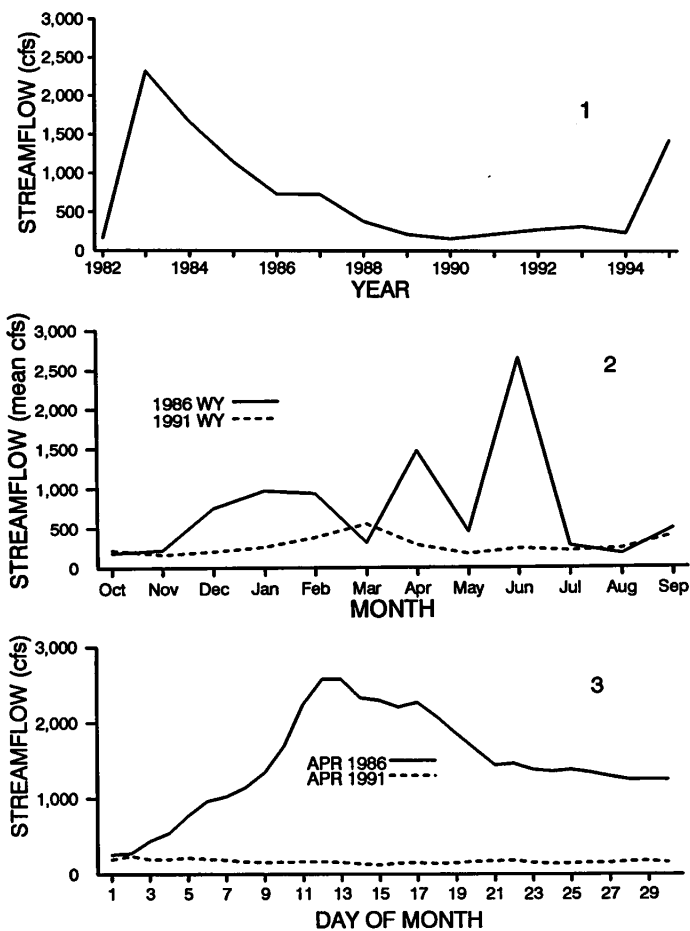 3,000
2,500
2,000
1,500
1,000
500
0
STREAMFLOW (cfs)
1
1982 1984 1986 1988 1990 1992 1994
YEAR
3,000
2,500
2,000
1,500
1,000
500
0
STREAMFLOW (mean cfs)
2
1986 WY
1991 WY
Oct Nov Dec Jan Feb Mar Apr May Jun Jul Aug Sep
MONTH
3,000
2,000
1,000
0
STREAMFLOW (cfs)
3
APR 1986
APR 1991
1 3 5 7 9 11 13 15 17 19 21 23 25 27 29
DAY OF MONTH